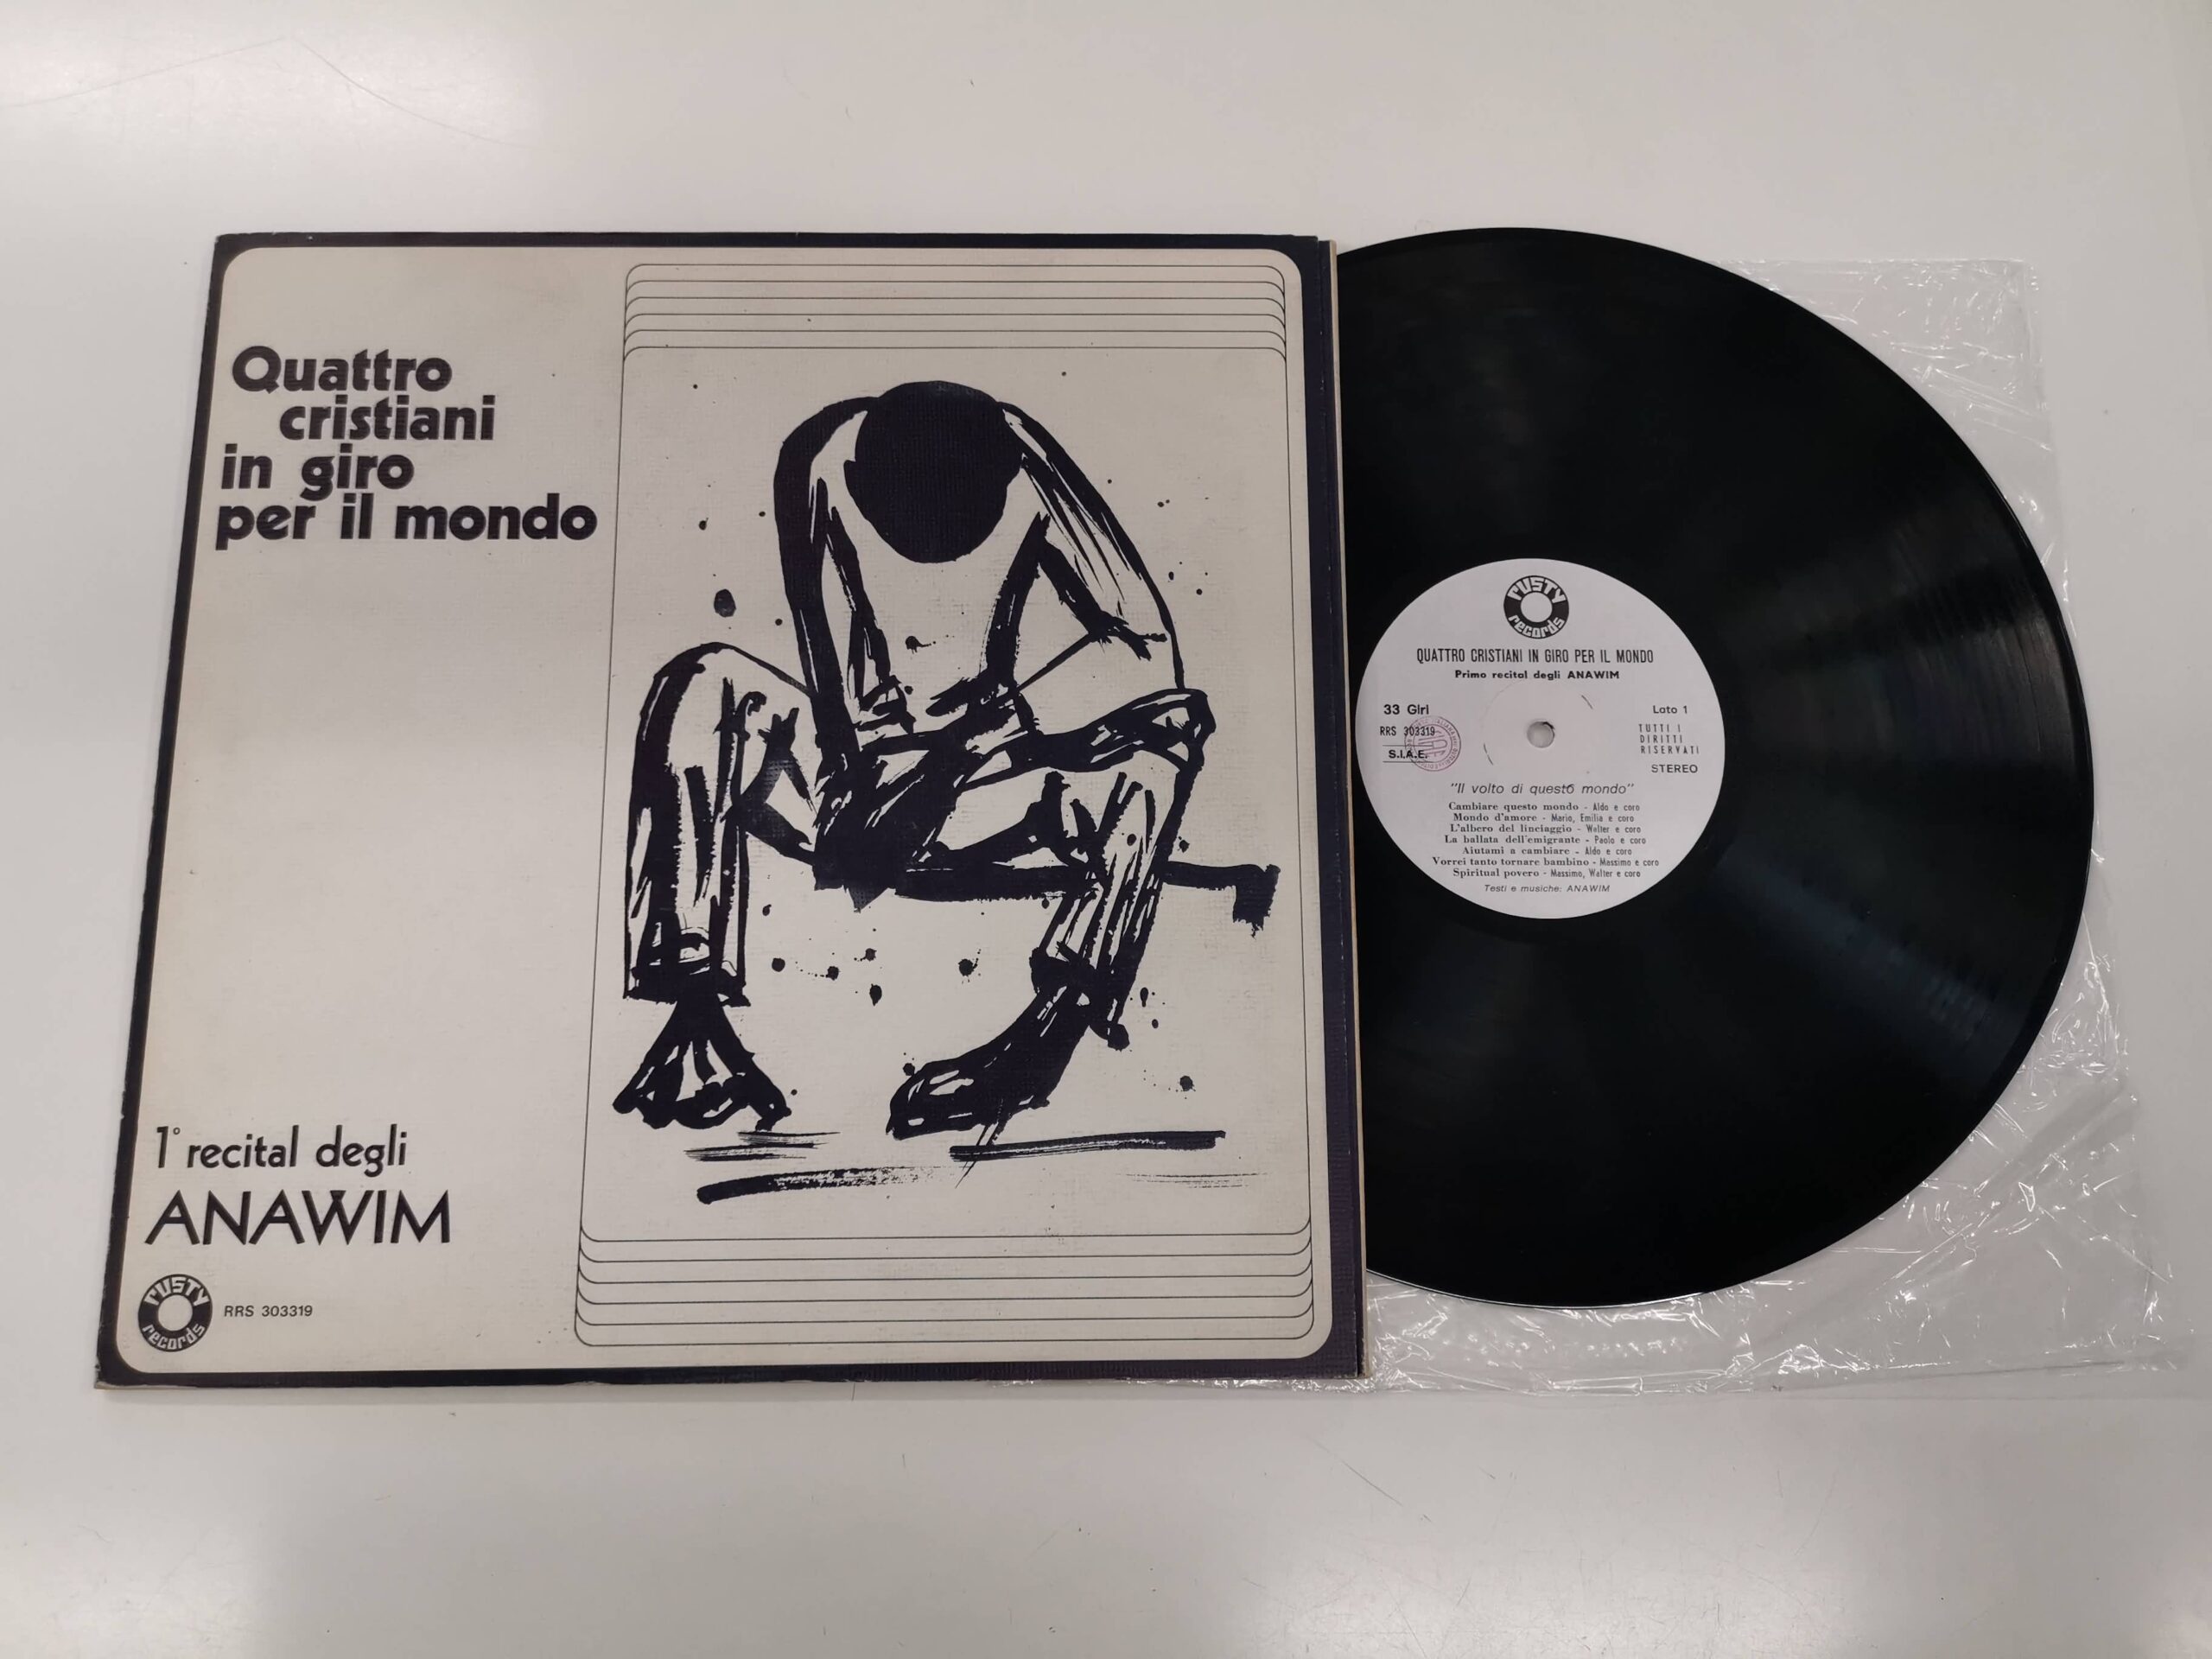 Quattro
cristiani
in giro
per il mondo
1° recital degli
ANAWIM
rusty
records
RRS 303319
rusty
records
QUATTRO CRISTIANI IN GIRO PER IL MONDO
Primo recital degli ANAWIM
33 Giri
Lato 1
RRS 303319
S.I.A.E.
TUTTI I
DIRITTI
RISERVATI
STEREO
"Il volto di questo mondo"
Cambiare questo mondo - Aldo e coro
Mondo d'amore - Mario, Emilia e coro
L'albero del linciaggio - Walter e coro
La ballata dell'emigrante - Paolo e coro
Aiutami a cambiare - Aldo e coro
Vorrei tanto tornare bambino - Massimo e coro
Spiritual povero - Massimo, Walter e coro
Testi e musiche: ANAWIM